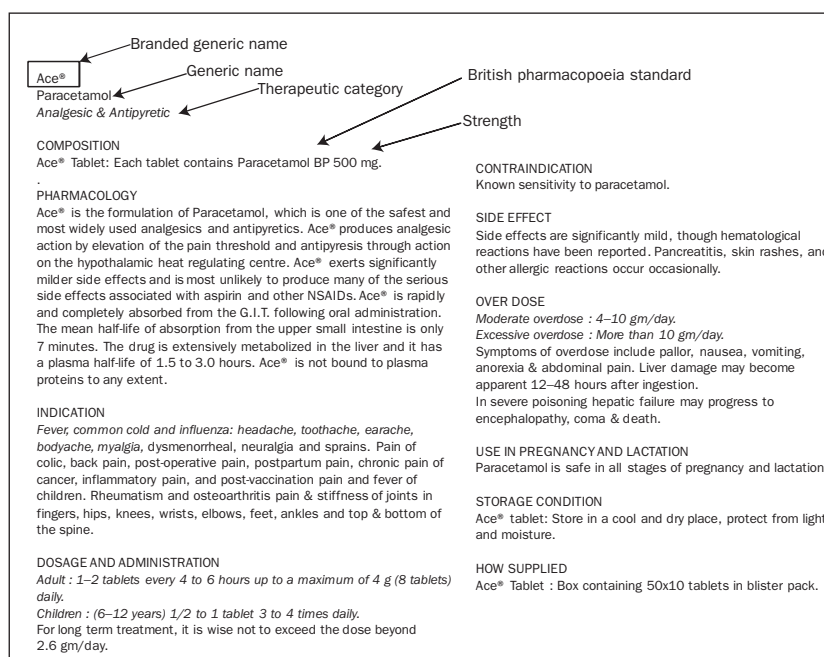 Branded generic name
Ace®
Generic name
Paracetamol
Therapeutic category
Analgesic & Antipyretic
British pharmacopoeia standard
Strength
COMPOSITION
Ace® Tablet: Each tablet contains Paracetamol BP 500 mg.
.
PHARMACOLOGY
Ace® is the formulation of Paracetamol, which is one of the safest and
most widely used analgesics and antipyretics. Ace® produces analgesic
action by elevation of the pain threshold and antipyresis through action
on the hypothalamic heat regulating centre. Ace® exerts significantly
milder side effects and is most unlikely to produce many of the serious
side effects associated with aspirin and other NSAIDs. Ace® is rapidly
and completely absorbed from the G.I.T. following oral administration.
The mean half-life of absorption from the upper small intestine is only
7 minutes. The drug is extensively metabolized in the liver and it has
a plasma half-life of 1.5 to 3.0 hours. Ace® is not bound to plasma
proteins to any extent.
INDICATION
Fever, common cold and influenza: headache, toothache, earache,
bodyache, myalgia, dysmenorrheal, neuralgia and sprains. Pain of
colic, back pain, post-operative pain, postpartum pain, chronic pain of
cancer, inflammatory pain, and post-vaccination pain and fever of
children. Rheumatism and osteoarthritis pain & stiffness of joints in
fingers, hips, knees, wrists, elbows, feet, ankles and top & bottom of
the spine.
DOSAGE AND ADMINISTRATION
Adult : 1–2 tablets every 4 to 6 hours up to a maximum of 4 g (8 tablets)
daily.
Children : (6–12 years) 1/2 to 1 tablet 3 to 4 times daily.
For long term treatment, it is wise not to exceed the dose beyond
2.6 gm/day.
CONTRAINDICATION
Known sensitivity to paracetamol.
SIDE EFFECT
Side effects are significantly mild, though hematological
reactions have been reported. Pancreatitis, skin rashes, and
other allergic reactions occur occasionally.
OVER DOSE
Moderate overdose : 4–10 gm/day.
Excessive overdose : More than 10 gm/day.
Symptoms of overdose include pallor, nausea, vomiting,
anorexia & abdominal pain. Liver damage may become
apparent 12–48 hours after ingestion.
In severe poisoning hepatic failure may progress to
encephalopathy, coma & death.
USE IN PREGNANCY AND LACTATION
Paracetamol is safe in all stages of pregnancy and lactation
STORAGE CONDITION
Ace® tablet: Store in a cool and dry place, protect from light
and moisture.
HOW SUPPLIED
Ace® Tablet : Box containing 50x10 tablets in blister pack.